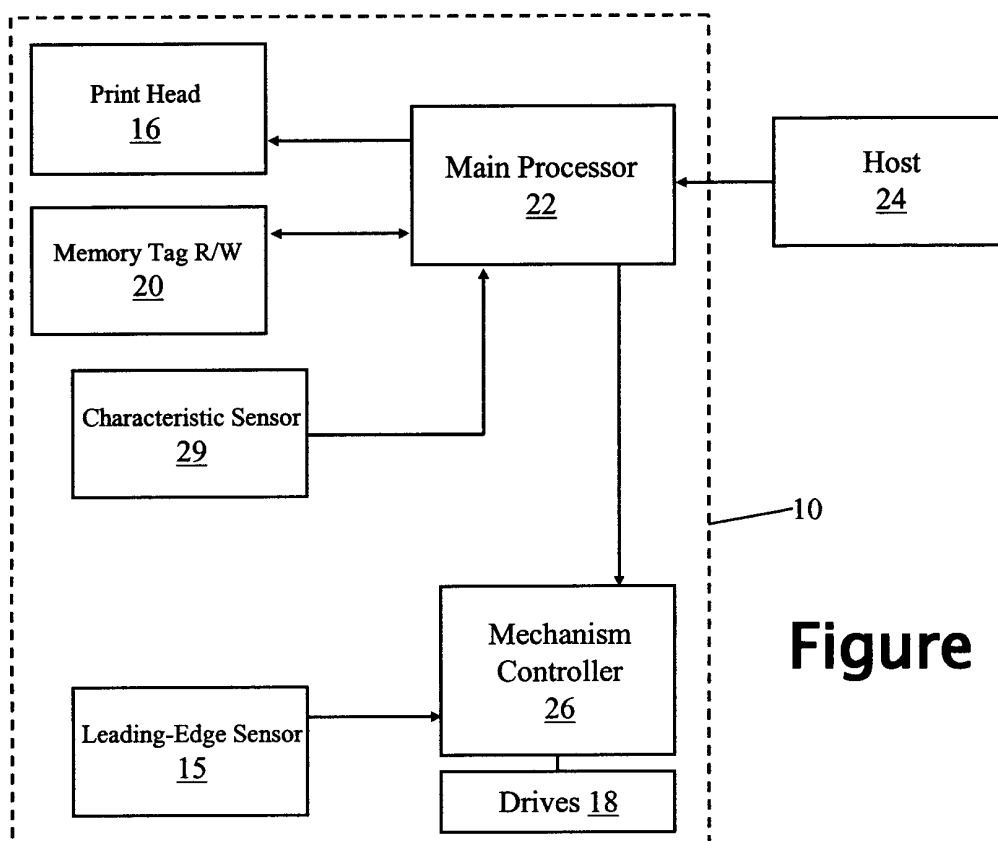 Print Head
16
Main Processor
22
Host
24
Memory Tag R/W
20
Characteristic Sensor
29
10
Mechanism
Controller
26
Figure
Leading-Edge Sensor
15
Drives 18